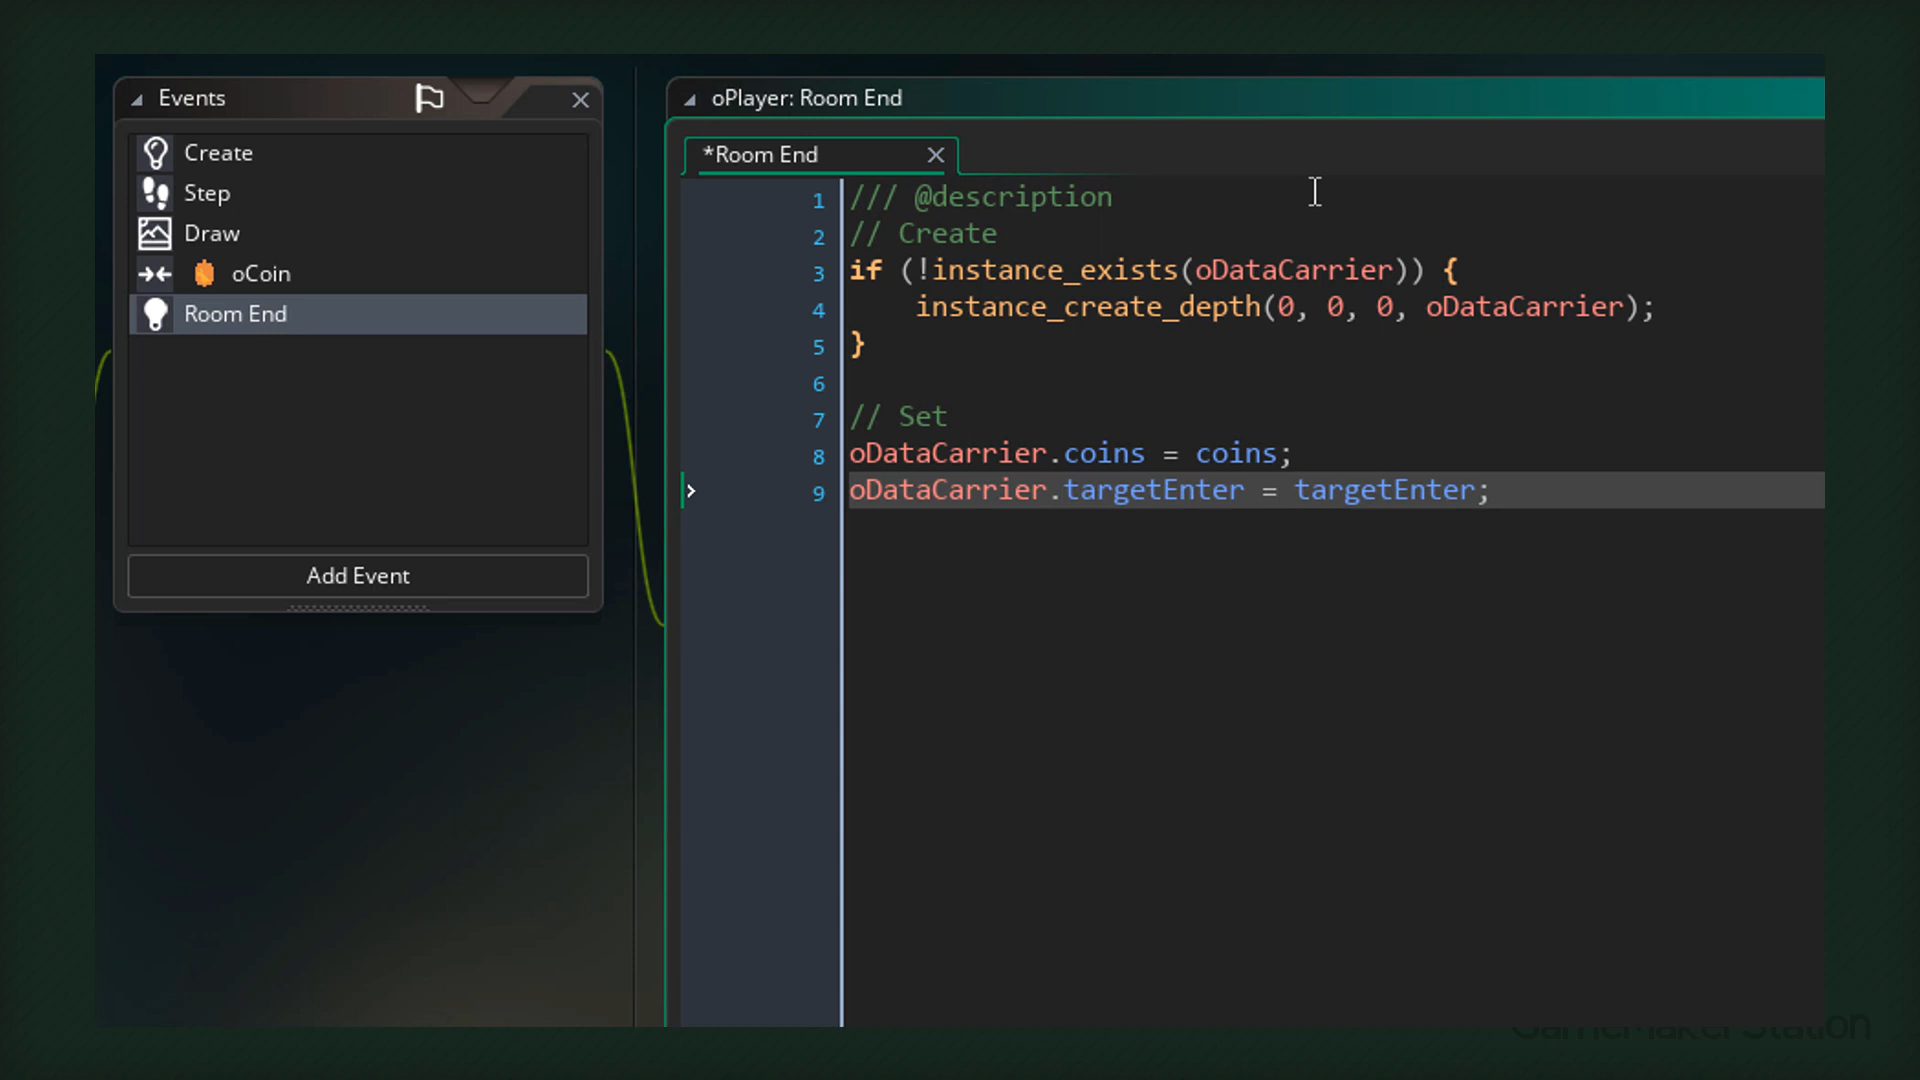 Events
Create
Step
Draw
oCoin
Room End
Add Event
oPlayer: Room End
*Room End
1 /// @description
2 // Create
3 if (!instance_exists(oDataCarrier)) {
4 instance_create_depth(0, 0, 0, oDataCarrier);
5 }
6
7 // Set
8 oDataCarrier.coins = coins;
9 oDataCarrier.targetEnter = targetEnter;
GameMakerStation